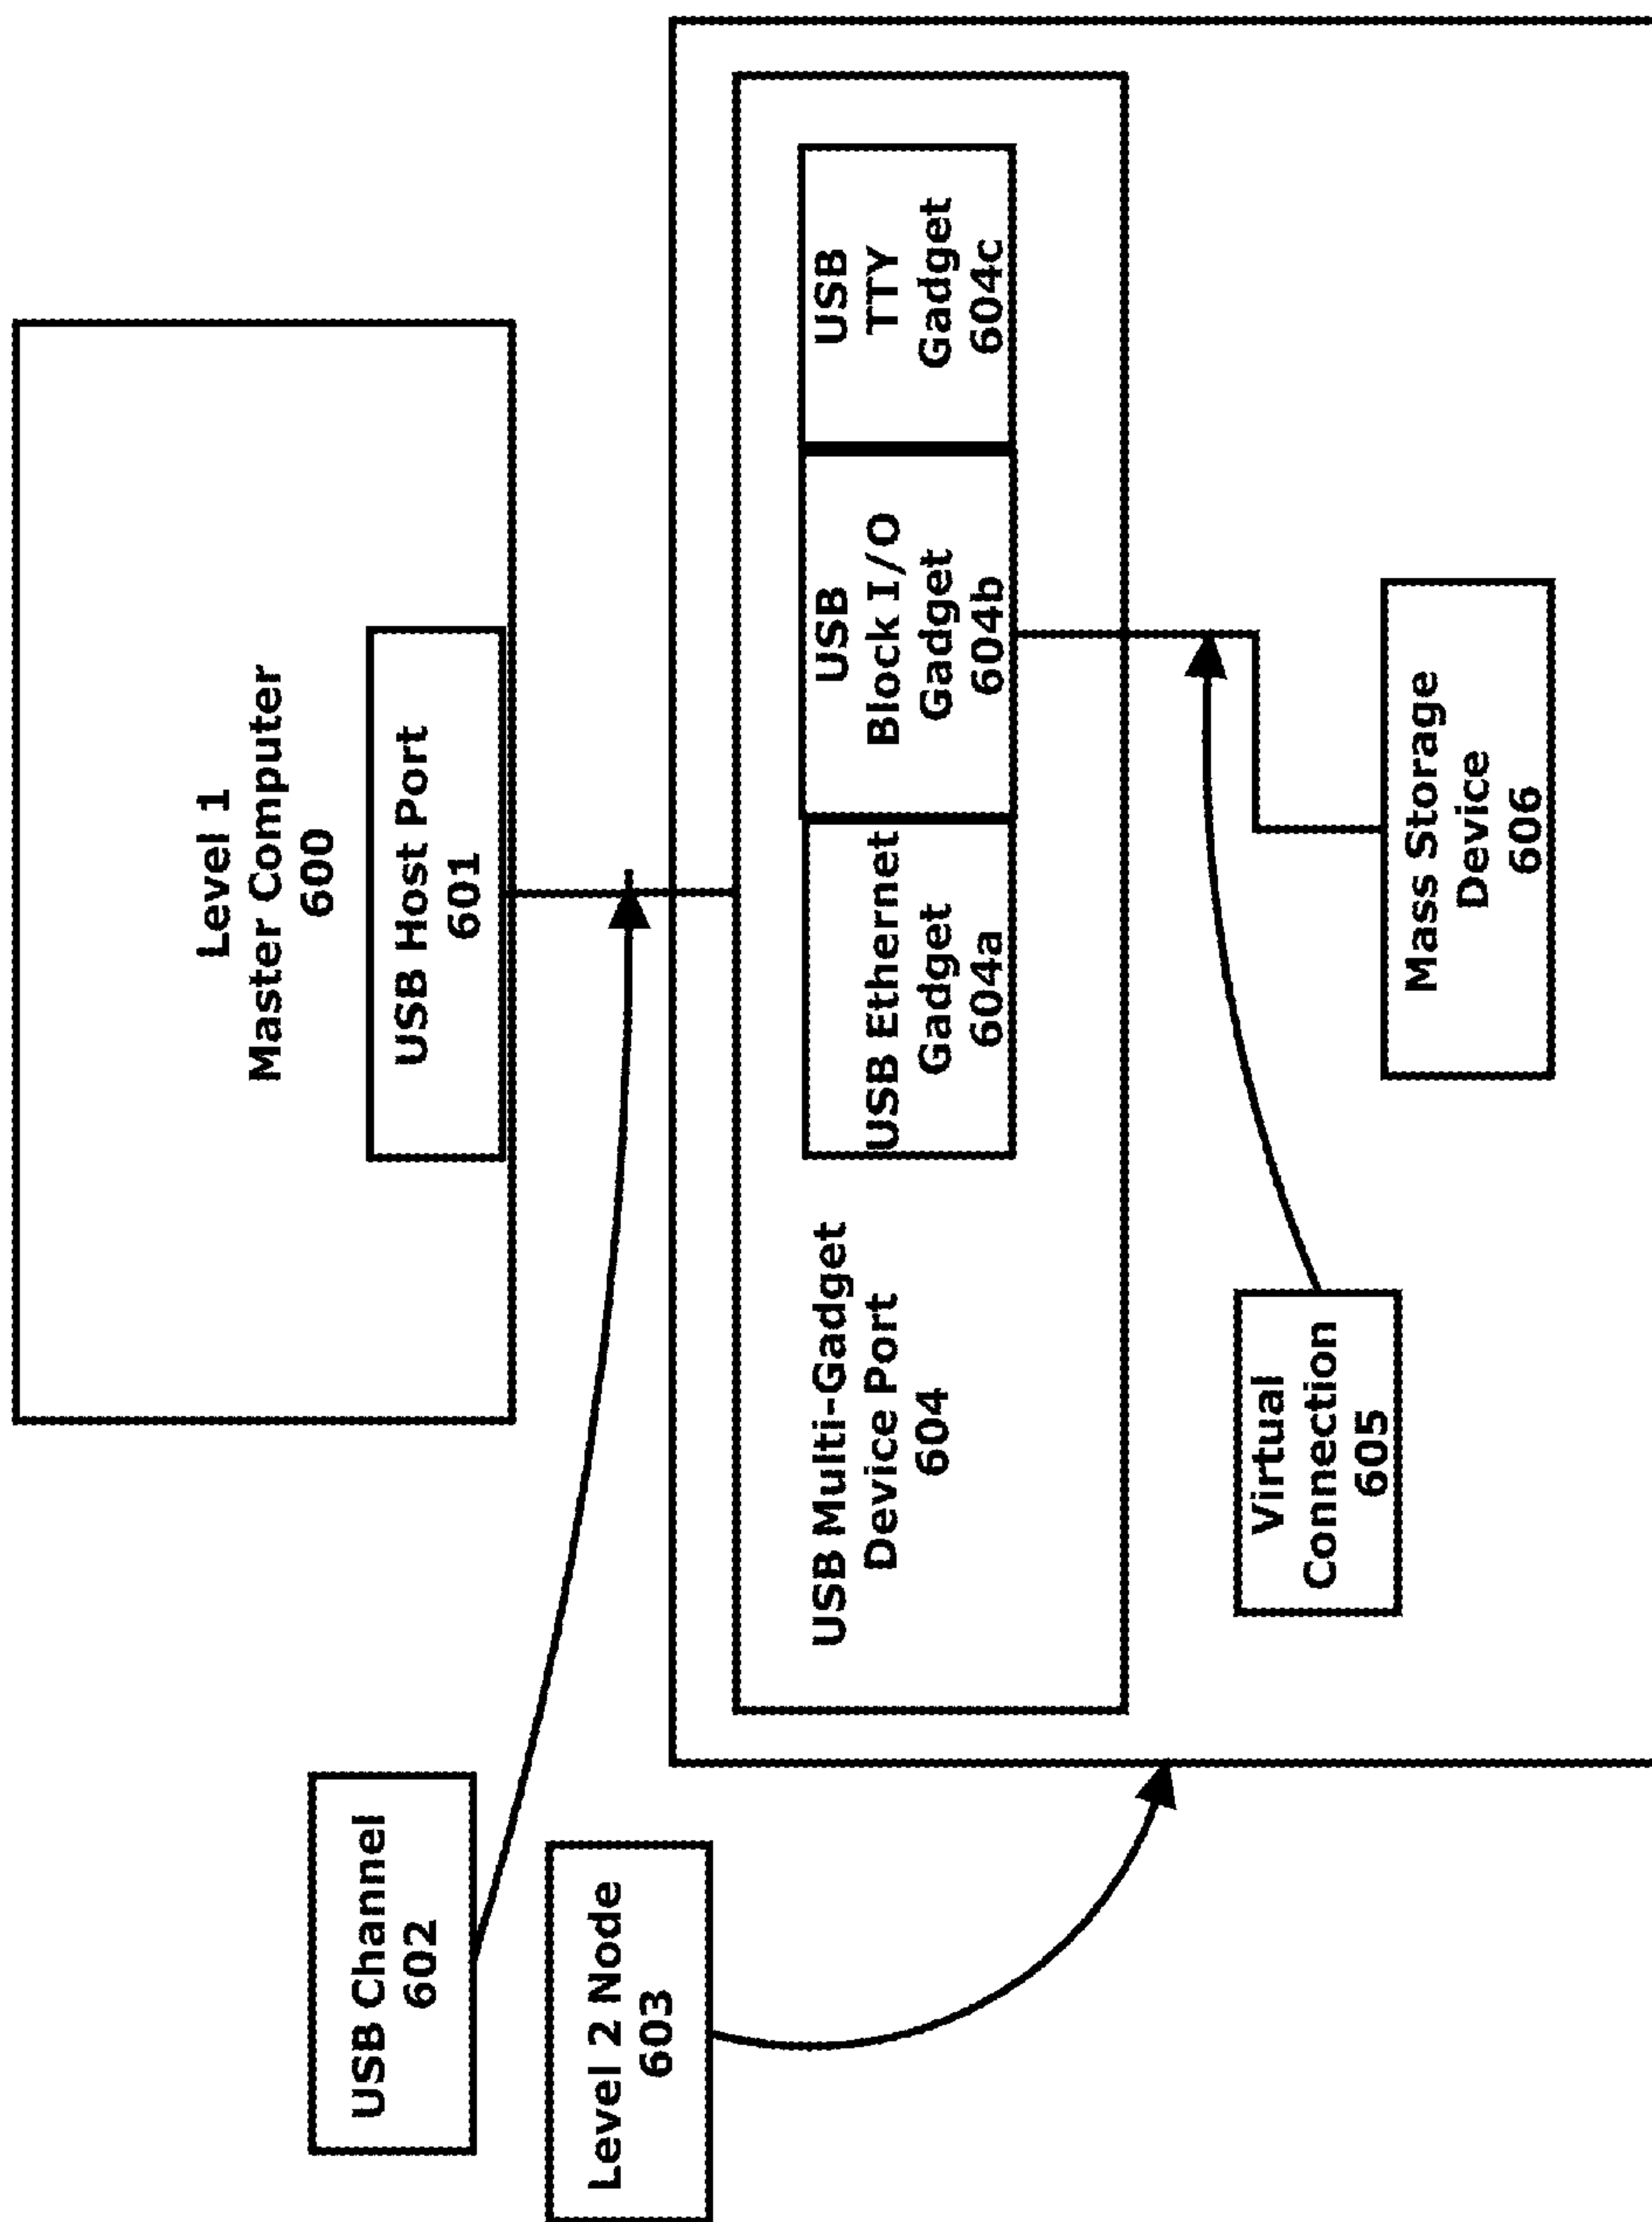 Level 1
Master Computer
600
USB Host Port
601
USB Channel
602
Level 2 Node
603
USB Multi-Gadget
Device Port
604
USB Ethernet
Gadget
604a
USB
Block I/O
Gadget
604b
USB
TTY
Gadget
604c
Virtual
Connection
605
Mass Storage
Device
606